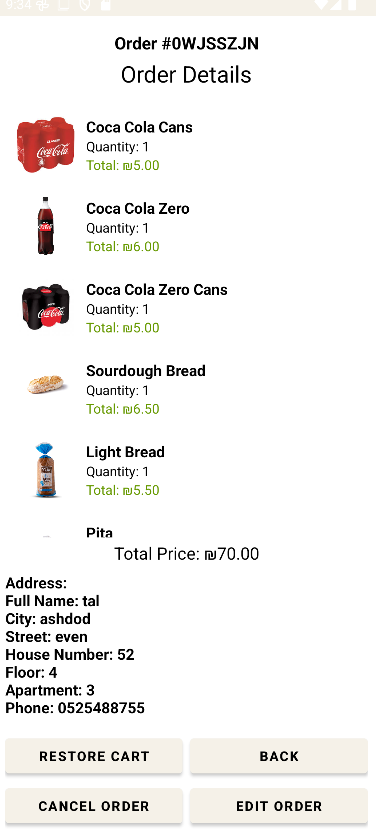 9:34
Order #0WJSSZJN
Order Details
Coca Cola Cans
Quantity: 1
Total: ₪5.00
Coca Cola Zero
Quantity: 1
Total: ₪6.00
Coca Cola Zero Cans
Quantity: 1
Total: ₪5.00
Sourdough Bread
Quantity: 1
Total: ₪6.50
Light Bread
Quantity: 1
Total: ₪5.50
Pita
Total Price: ₪70.00
Address:
Full Name: tal
City: ashdod
Street: even
House Number: 52
Floor: 4
Apartment: 3
Phone: 0525488755
RESTORE CART
BACK
CANCEL ORDER
EDIT ORDER